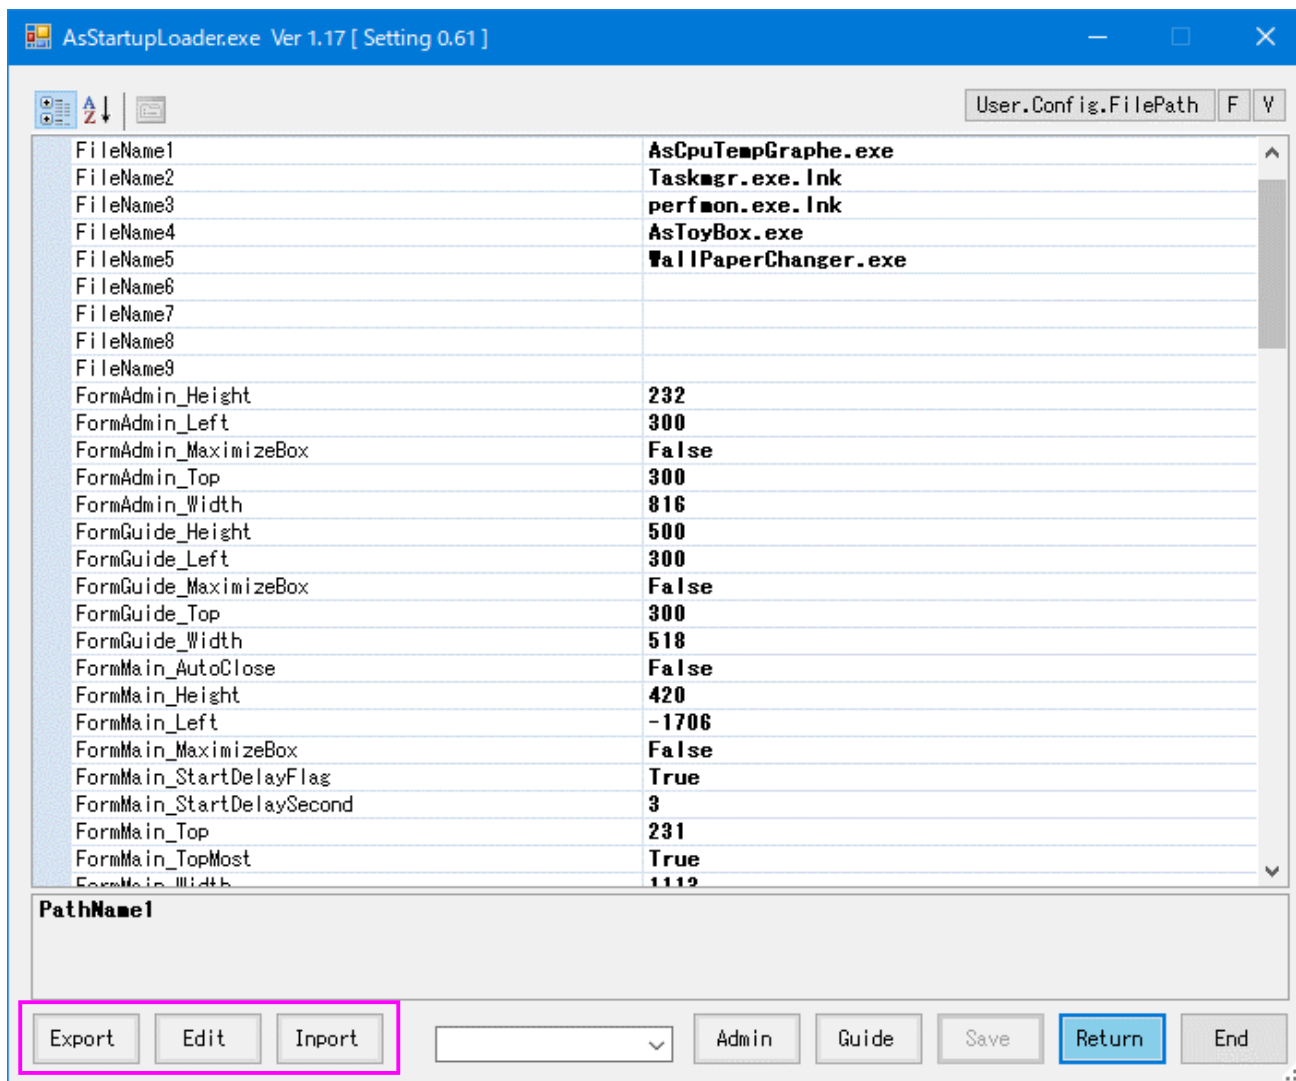 AsStartupLoader.exe Ver 1.17 [ Setting 0.61 ]
User.Config.FilePath F V
FileName1 AsCpuTempGraphe.exe
FileName2 Taskmgr.exe.lnk
FileName3 perfmon.exe.lnk
FileName4 AsToyBox.exe
FileName5 WallPaperChanger.exe
FileName6
FileName7
FileName8
FileName9
FormAdmin_Height 232
FormAdmin_Left 300
FormAdmin_MaximizeBox False
FormAdmin_Top 300
FormAdmin_Width 816
FormGuide_Height 500
FormGuide_Left 300
FormGuide_MaximizeBox False
FormGuide_Top 300
FormGuide_Width 518
FormMain_AutoClose False
FormMain_Height 420
FormMain_Left -1706
FormMain_MaximizeBox False
FormMain_StartDelayFlag True
FormMain_StartDelaySecond 3
FormMain_Top 231
FormMain_TopMost True
FormMain_Width 1112
PathName1
Export Edit Inport Admin Guide Save Return End